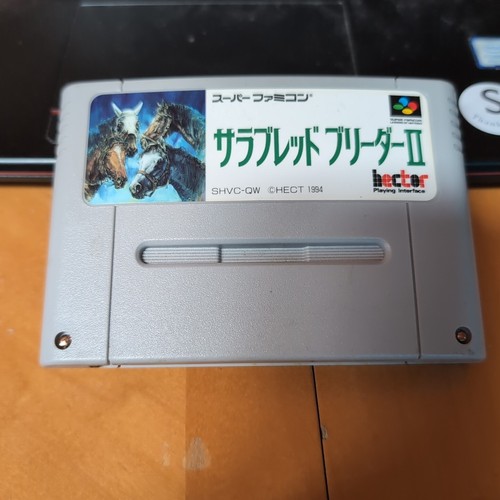 スーパーファミコン®
サラブレッド ブリーダーII
SHVC-QW ©HECT 1994
hector
Playing Interface